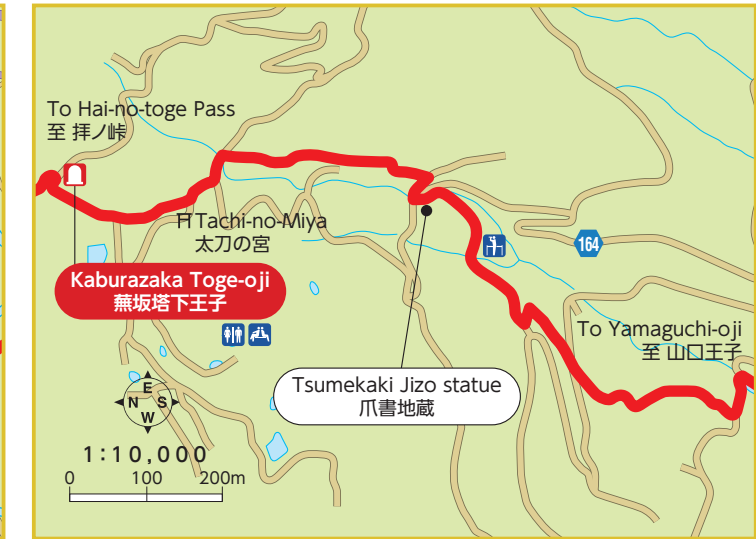 To Hai-no-toge Pass
至 拝ノ峠
Tachi-no-Miya
太刀の宮
Kaburazaka Toge-oji
蕪坂塔下王子
164
To Yamaguchi-oji
至 山口王子
Tsumekaki Jizo statue
爪書地蔵
E
N S
W
1:10,000
0 100 200m